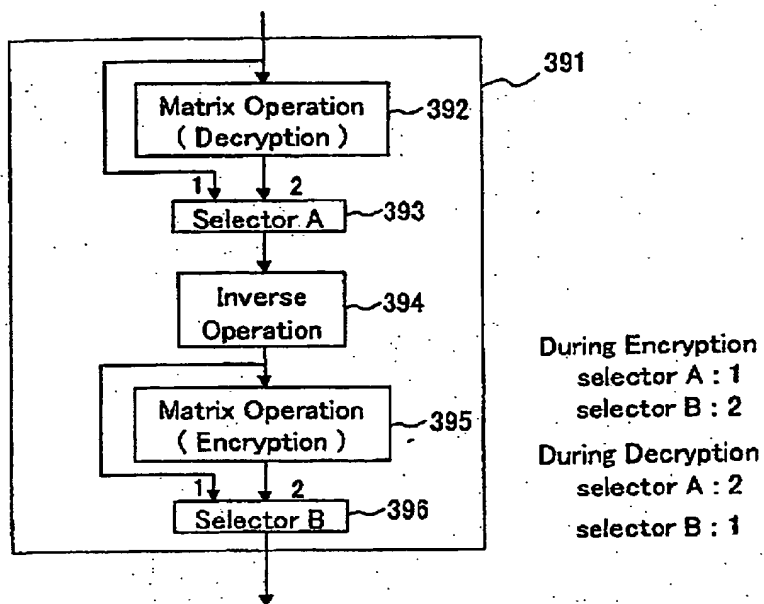 391
Matrix Operation
( Decryption )
392
1
2
Selector A
393
Inverse
Operation
394
Matrix Operation
( Encryption )
395
1
2
Selector B
396
During Encryption
selector A : 1
selector B : 2
During Decryption
selector A : 2
selector B : 1